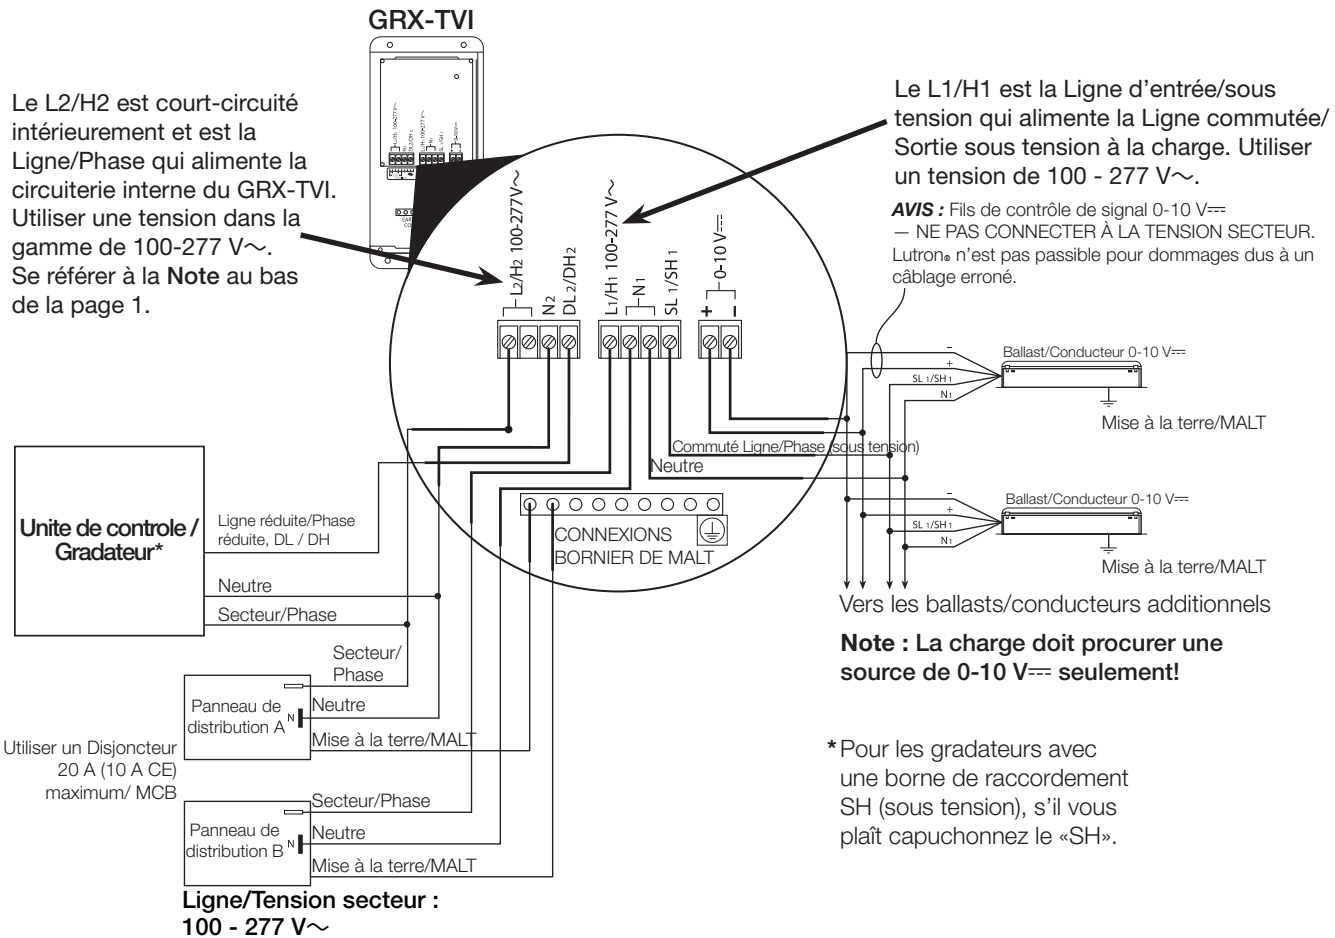 GRX-TVI
Le L2/H2 est court-circuité
intérieurement et est la
Ligne/Phase qui alimente la
circuiterie interne du GRX-TVI.
Utiliser une tension dans la
gamme de 100-277 V～.
Se référer à la Note au bas
de la page 1.
Le L1/H1 est la Ligne d'entrée/sous
tension qui alimente la Ligne commutée/
Sortie sous tension à la charge. Utiliser
un tension de 100 - 277 V～.
AVIS : Fils de contrôle de signal 0-10 V⎓
— NE PAS CONNECTER À LA TENSION SECTEUR.
Lutron® n'est pas passible pour dommages dus à un
câblage erroné.
L2/H2 100-277V～
N2
DL2/DH2
L1/H1 100-277 V～
N1
SL 1/SH 1
0-10 V⎓
+ –
–
+
SL 1/SH 1
N1
Ballast/Conducteur 0-10 V⎓
Mise à la terre/MALT
Commuté Ligne/Phase (sous tension)
Neutre
–
+
SL 1/SH 1
N1
Ballast/Conducteur 0-10 V⎓
Mise à la terre/MALT
CONNEXIONS
BORNIER DE MALT
Vers les ballasts/conducteurs additionnels
Note : La charge doit procurer une
source de 0-10 V⎓ seulement!
Unite de controle /
Gradateur*
Ligne réduite/Phase
réduite, DL / DH
Neutre
Secteur/Phase
Secteur/
Phase
Panneau de
distribution A
N
Neutre
Mise à la terre/MALT
Utiliser un Disjoncteur
20 A (10 A CE)
maximum/ MCB
Secteur/Phase
Panneau de
distribution B
N
Neutre
Mise à la terre/MALT
Ligne/Tension secteur :
100 - 277 V～
*Pour les gradateurs avec
une borne de raccordement
SH (sous tension), s'il vous
plaît capuchonnez le «SH».